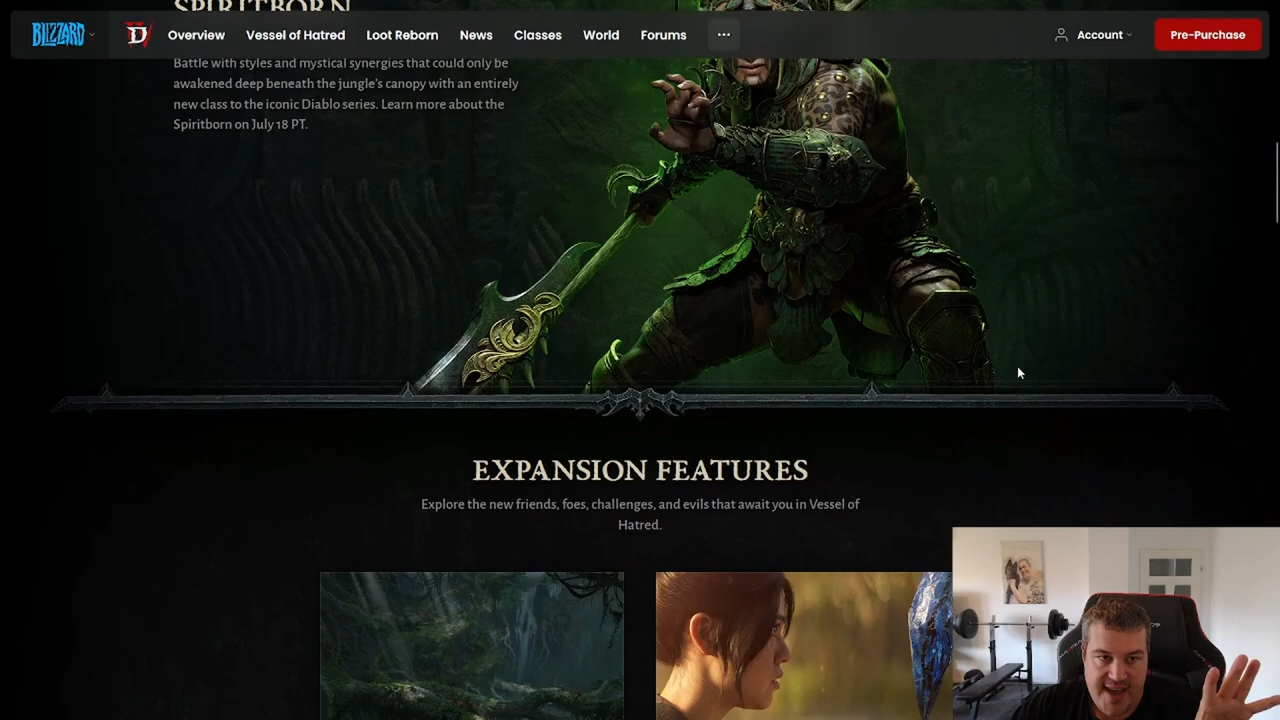 SPIRITBORN
BLIZZARD
D
Overview
Vessel of Hatred
Loot Reborn
News
Classes
World
Forums
...
Account
Pre-Purchase
Battle with styles and mystical synergies that could only be
awakened deep beneath the jungle's canopy with an entirely
new class to the iconic Diablo series. Learn more about the
Spiritborn on July 18 PT.
EXPANSION FEATURES
Explore the new friends, foes, challenges, and evils that await you in Vessel of
Hatred.